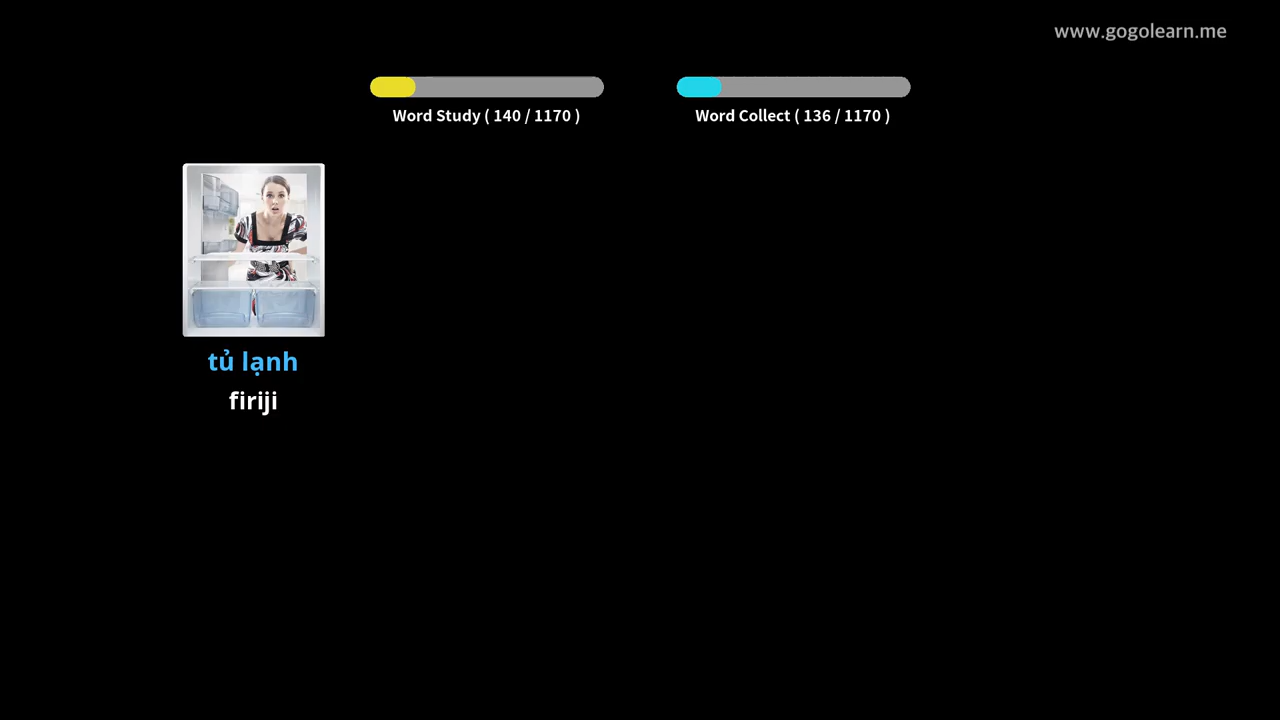 www.gogolearn.me
Word Study ( 140 / 1170 )
Word Collect ( 136 / 1170 )
tủ lạnh
firiji